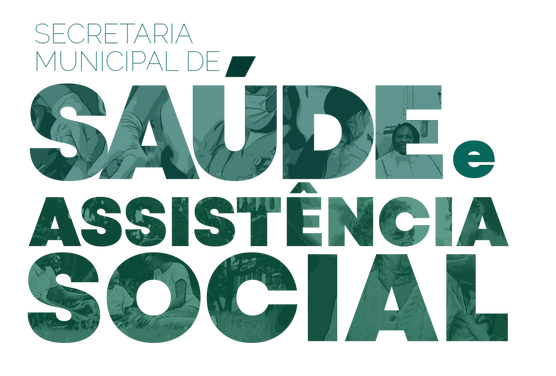 SECRETARIA
MUNICIPAL DE
SAÚDE e
ASSISTÊNCIA
SOCIAL